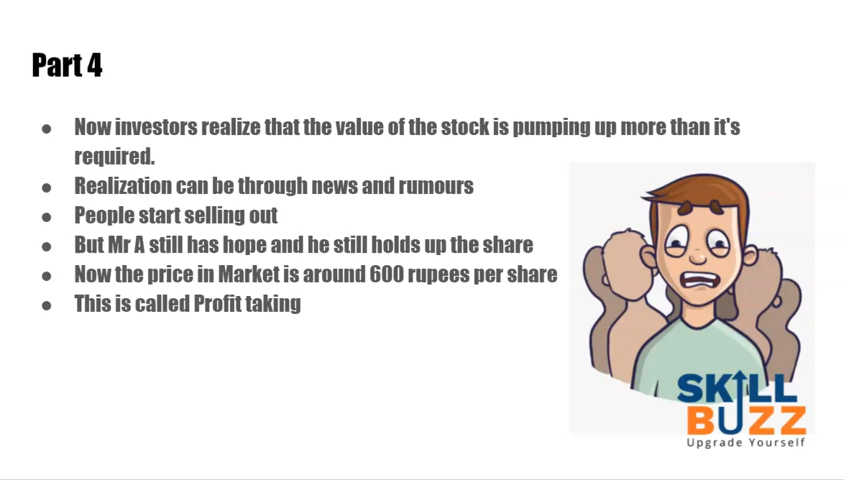 Part 4
● Now investors realize that the value of the stock is pumping up more than it's
required.
● Realization can be through news and rumours
● People start selling out
● But Mr A still has hope and he still holds up the share
● Now the price in Market is around 600 rupees per share
● This is called Profit taking
SKILL
BUZZ
Upgrade Yourself